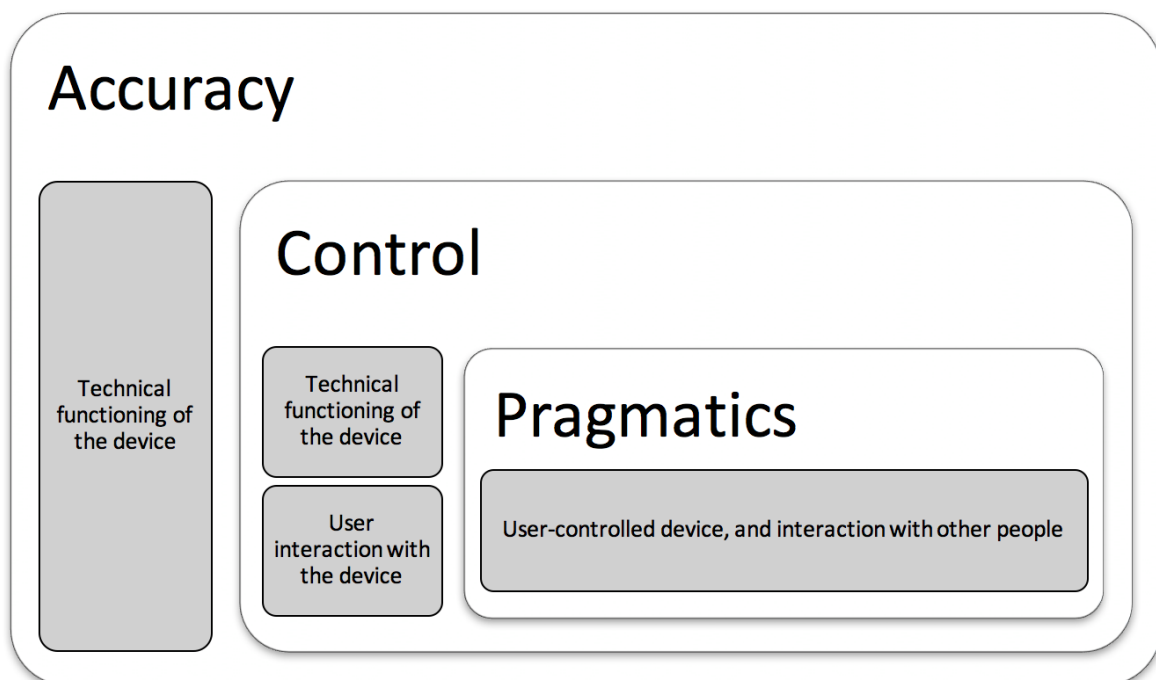 Accuracy
Technical
functioning of
the device
Control
Technical
functioning of
the device
User
interaction with
the device
Pragmatics
User-controlled device, and interaction with other people